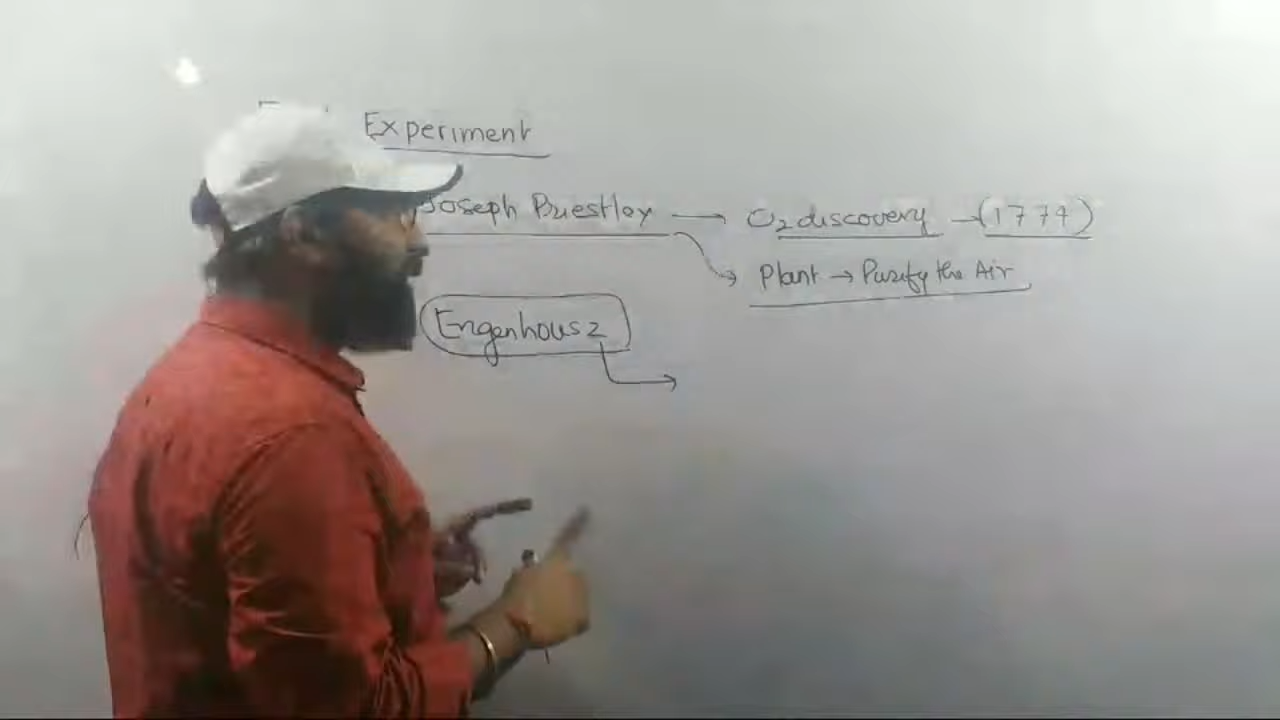 Experiment
Joseph Priestley → O2 discovery → (1774)
Plant → Purify the Air
Engenhousz